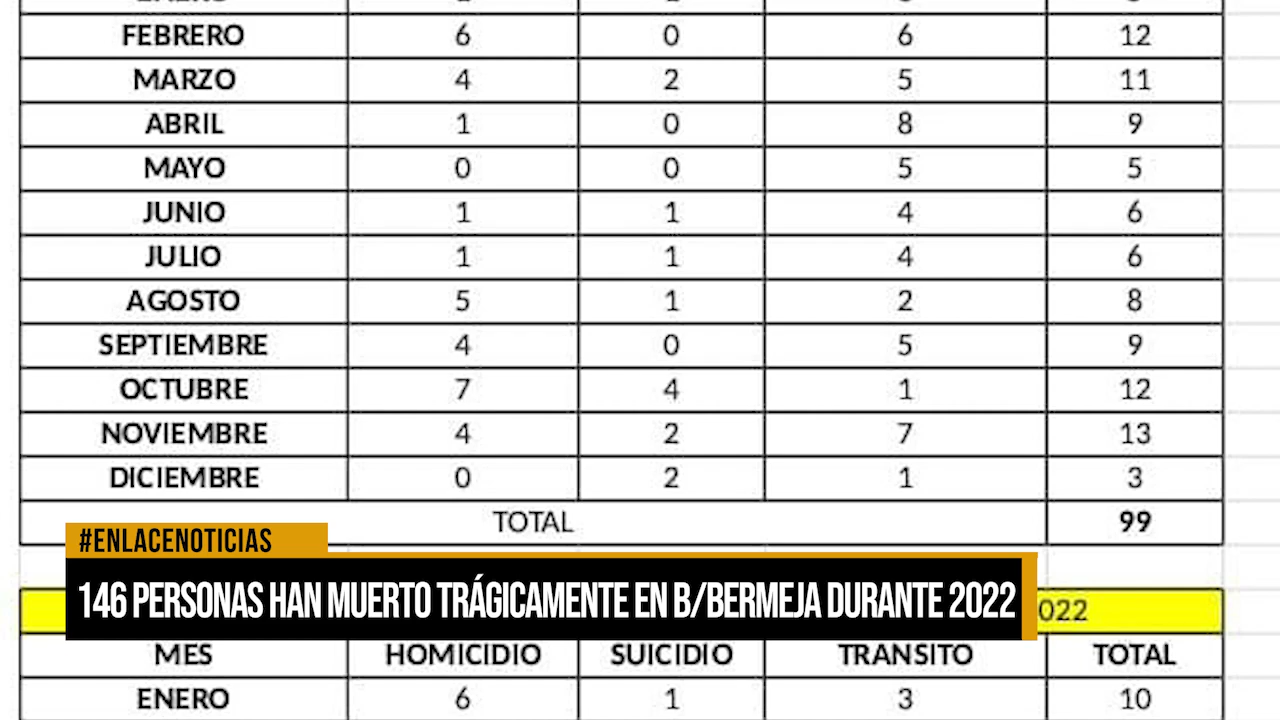 FEBRERO 6 0 6 12
MARZO 4 2 5 11
ABRIL 1 0 8 9
MAYO 0 0 5 5
JUNIO 1 1 4 6
JULIO 1 1 4 6
AGOSTO 5 1 2 8
SEPTIEMBRE 4 0 5 9
OCTUBRE 7 4 1 12
NOVIEMBRE 4 2 7 13
DICIEMBRE 0 2 1 3
TOTAL 99
#ENLACENOTICIAS
146 PERSONAS HAN MUERTO TRÁGICAMENTE EN B/BERMEJA DURANTE 2022
022
MES HOMICIDIO SUICIDIO TRANSITO TOTAL
ENERO 6 1 3 10